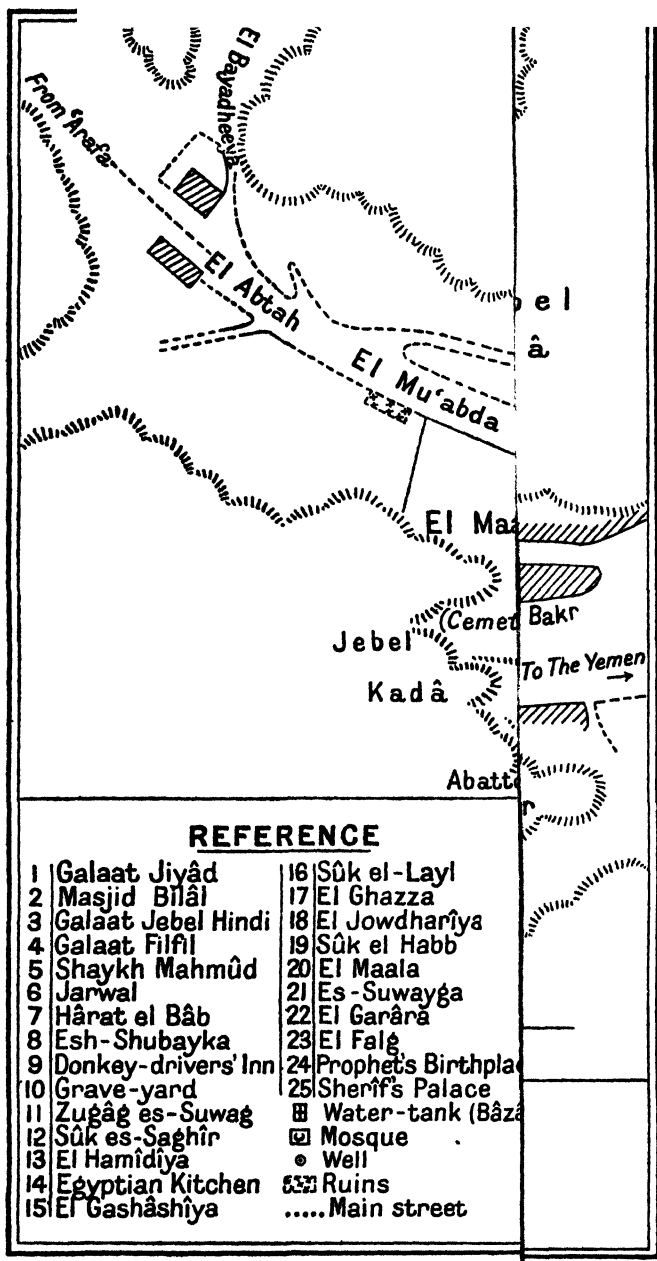 El Bayadheeya
From 'Arafa
El Abtah
bel
â
El Mu'abda
El Maa
(Cemet Bakr
Jebel
To The Yemen
Kadâ
Abatt
r
REFERENCE
1 Galaat Jiyâd
2 Masjid Bilâl
3 Galaat Jebel Hindi
4 Galaat Filfil
5 Shaykh Mahmûd
6 Jarwal
7 Hârat el Bâb
8 Esh-Shubayka
9 Donkey-drivers' Inn
10 Grave-yard
11 Zugâg es-Suwag
12 Sûk es-Saghîr
13 El Hamîdîya
14 Egyptian Kitchen
15 El Gashâshîya
16 Sûk el-Layl
17 El Ghazza
18 El Jowdharîya
19 Sûk el Habb
20 El Maala
21 Es-Suwayga
22 El Garârâ
23 El Falg
24 Prophet's Birthpla
25 Sherîf's Palace
Water-tank (Bâzâ
Mosque
Well
Ruins
..... Main street